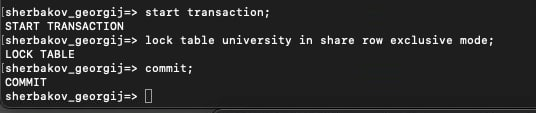 [sherbakov_georgij=> start transaction;
START TRANSACTION
[sherbakov_georgij=> lock table university in share row exclusive mode;
LOCK TABLE
[sherbakov_georgij=> commit;
COMMIT
sherbakov_georgij=>